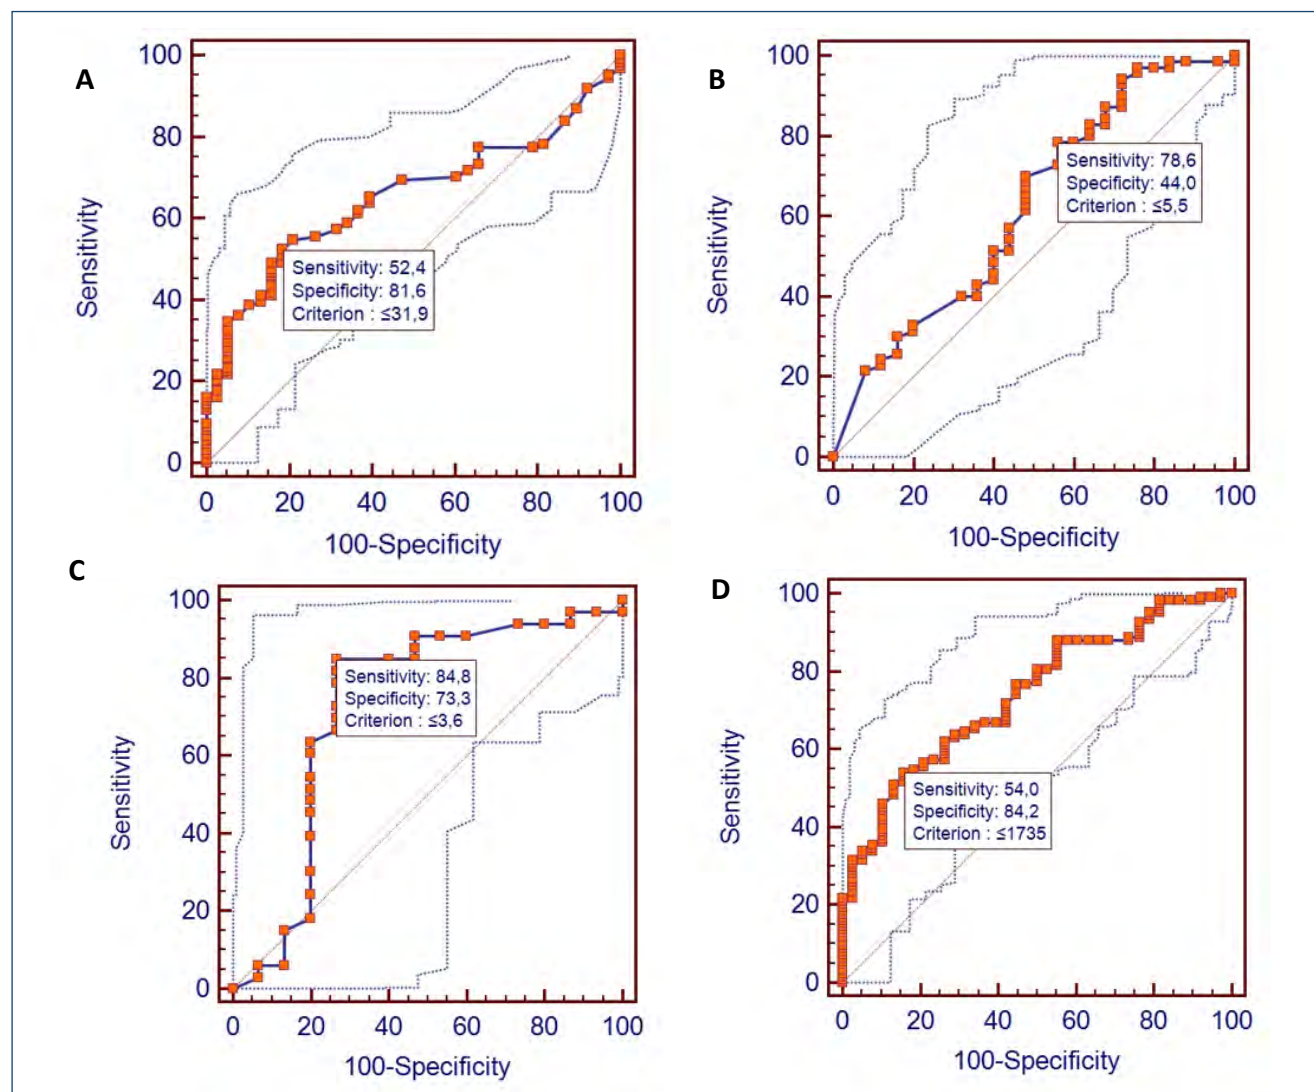 A
100
80
60
40
20
0
Sensitivity
Sensitivity: 52,4
Specificity: 81,6
Criterion : ≤31,9
0 20 40 60 80 100
100-Specificity
B
100
80
60
40
20
0
Sensitivity
Sensitivity: 78,6
Specificity: 44,0
Criterion : ≤5,5
0 20 40 60 80 100
100-Specificity
C
100
80
60
40
20
0
Sensitivity
Sensitivity: 84,8
Specificity: 73,3
Criterion : ≤3,6
0 20 40 60 80 100
100-Specificity
D
100
80
60
40
20
0
Sensitivity
Sensitivity: 54,0
Specificity: 84,2
Criterion : ≤1735
0 20 40 60 80 100
100-Specificity